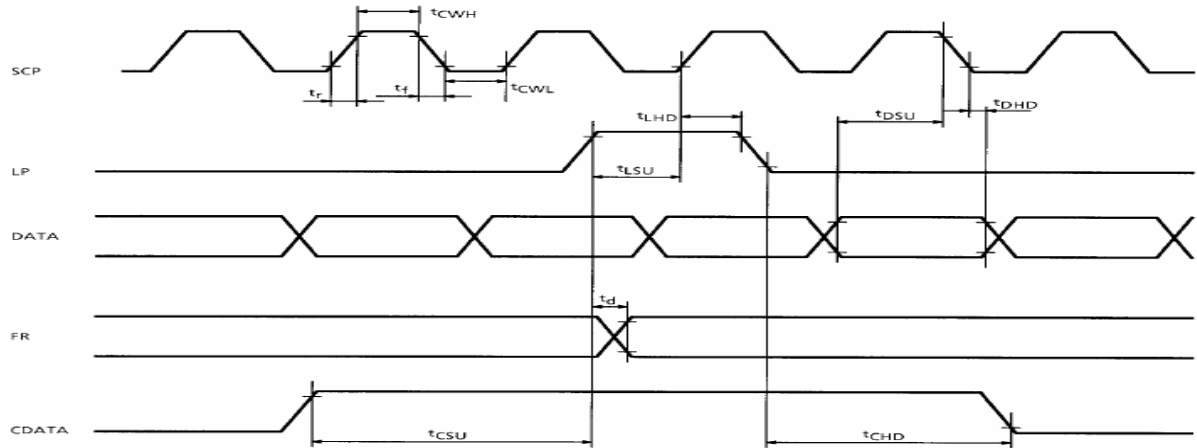 tCWH
SCP
tr
tf
tCWL
tLHD
tDSU
tDHD
LP
tLSU
DATA
td
FR
CDATA
tCSU
tCHD